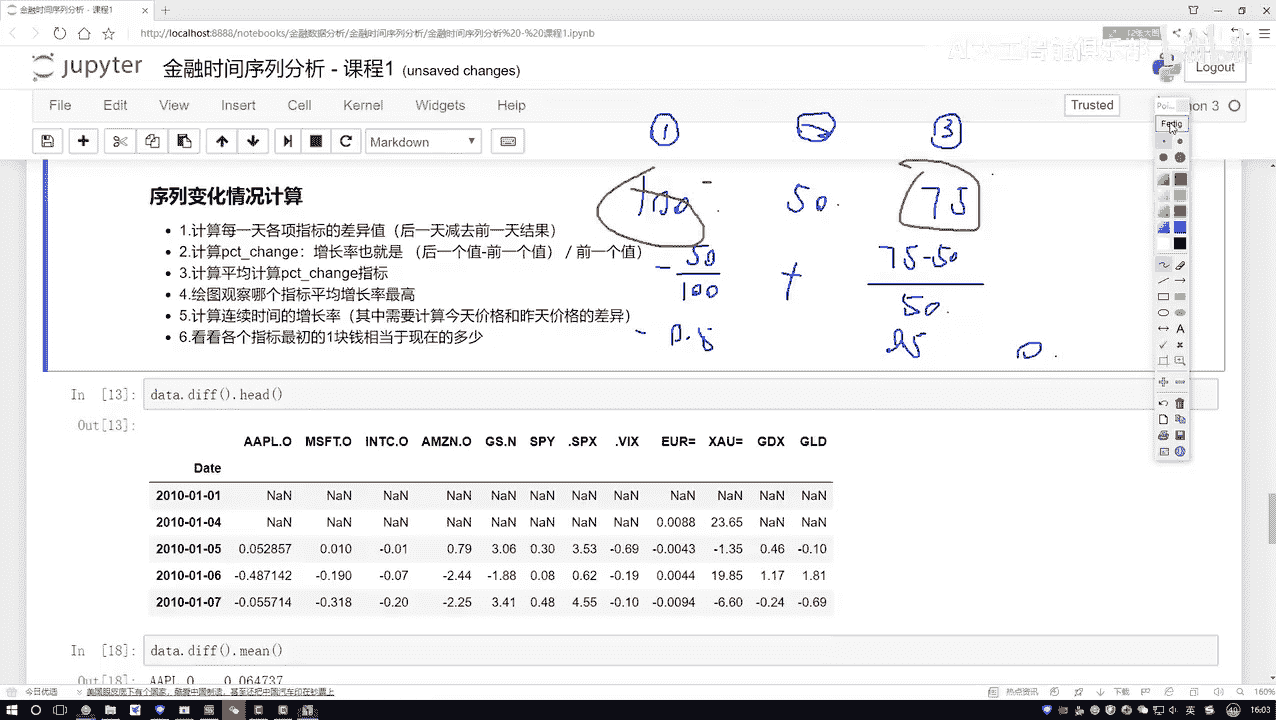 金融时间序列分析 - 课程1
http://localhost:8888/notebooks/金融数据分析/金融时间序列分析/金融时间序列分析%20-%20课程1.ipynb
jupyter 金融时间序列分析 - 课程1 (unsaved changes)
Logout
File Edit View Insert Cell Kernel Widgets Help
Trusted
hon 3
Markdown
① ② ③
100 50. 75
序列变化情况计算
1.计算每一天各项指标的差异值（后一天减去前一天结果）
2.计算pct_change：增长率也就是 （后一个值-前一个值）/ 前一个值）
3.计算平均计算pct_change指标
4.绘图观察哪个指标平均增长率最高
5.计算连续时间的增长率（其中需要计算今天价格和昨天价格的差异）
6.看看各个指标最初的1块钱相当于现在的多少
- 50 75-50
100 + 50.
- 0.5 0.
In [13]: data.diff().head()
Out[13]:
AAPL.O MSFT.O INTC.O AMZN.O GS.N SPY .SPX .VIX EUR= XAU= GDX GLD
Date
2010-01-01 NaN NaN NaN NaN NaN NaN NaN NaN NaN NaN NaN NaN
2010-01-04 NaN NaN NaN NaN NaN NaN NaN NaN 0.0088 23.65 NaN NaN
2010-01-05 0.052857 0.010 -0.01 0.79 3.06 0.30 3.53 -0.69 -0.0043 -1.35 0.46 -0.10
2010-01-06 -0.487142 -0.190 -0.07 -2.44 -1.88 0.08 0.62 -0.19 0.0044 19.85 1.17 1.81
2010-01-07 -0.055714 -0.318 -0.20 -2.25 3.41 0.48 4.55 -0.10 -0.0094 -6.60 -0.24 -0.69
In [18]: data.diff().mean()
Out[18]: AAPL.O 0.064737
今日优选
热点资讯 下载 160%
英 16:03